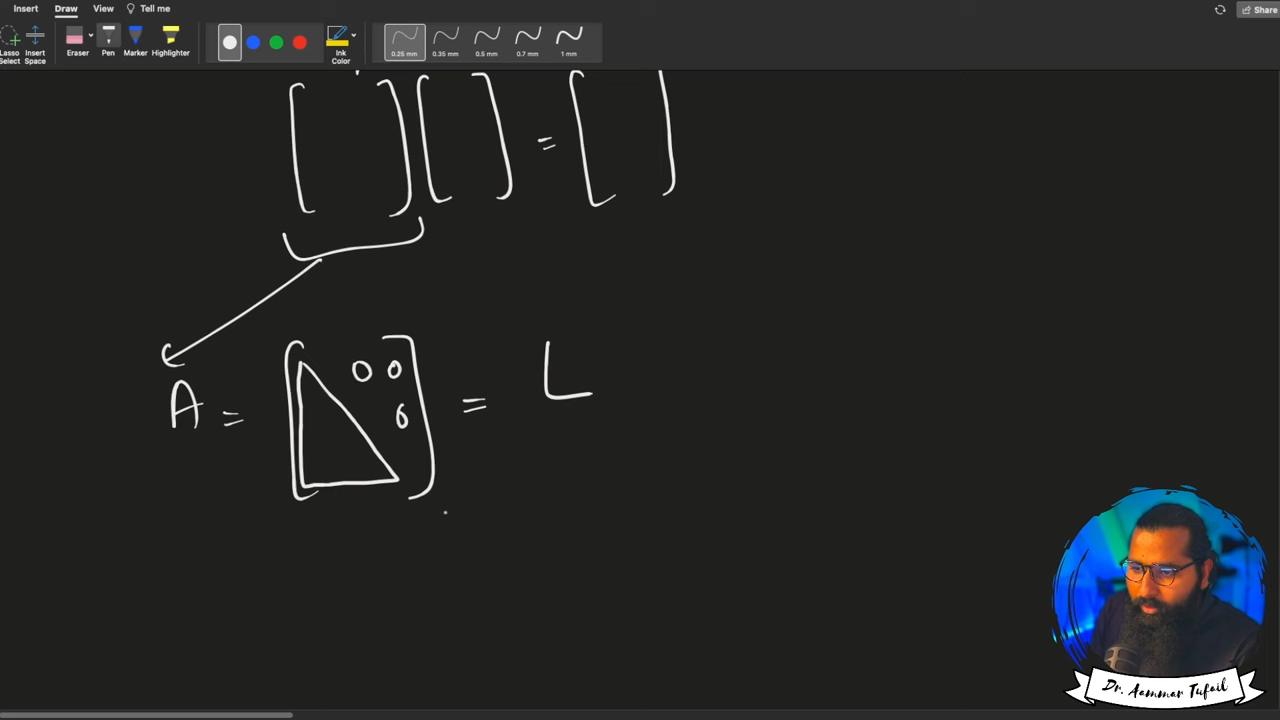 Insert Draw View Tell me
Share
Lasso Select
Insert Space
Eraser
Pen
Marker
Highlighter
Ink Color
0.25 mm
0.35 mm
0.5 mm
0.7 mm
1 mm
[ ] [ ] = [ ]
A = [ 0 0 0 ] = L
Dr. Aammar Tufail